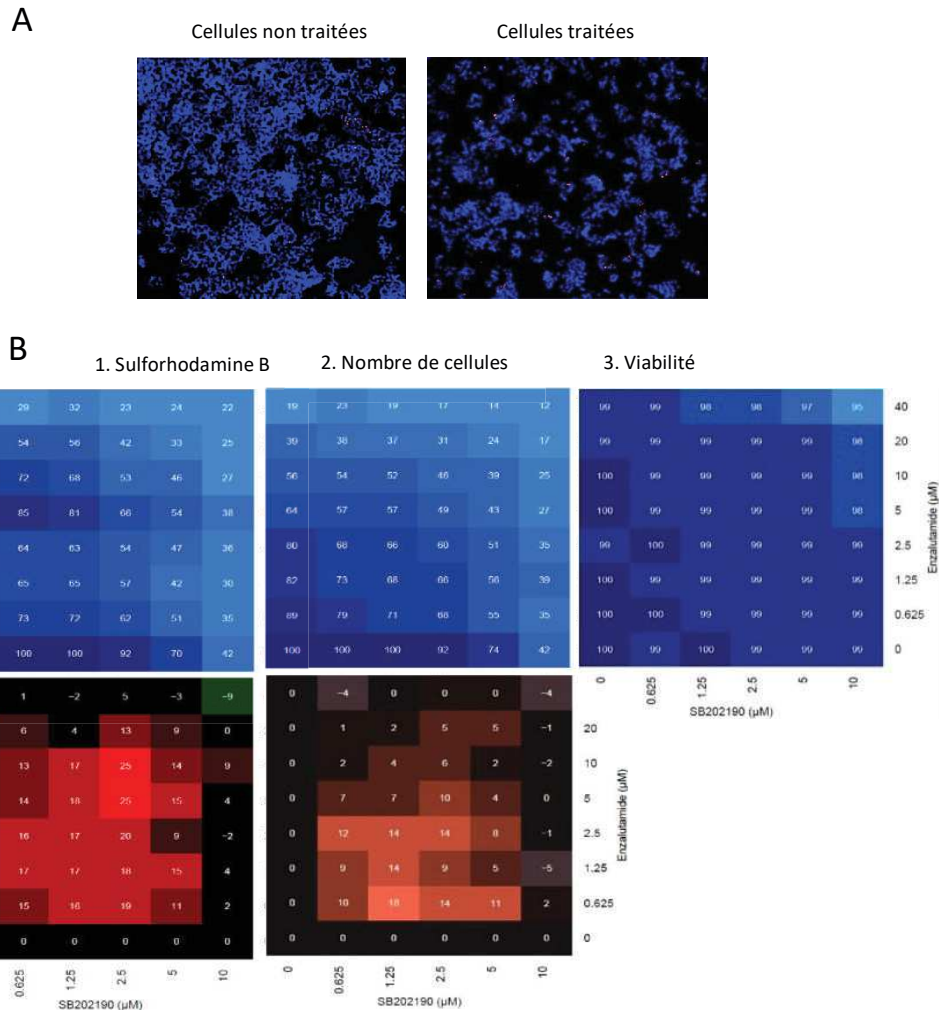 A
Cellules non traitées Cellules traitées
B
1. Sulforhodamine B 2. Nombre de cellules 3. Viabilité
29 32 23 24 22 19 23 19 17 14 12 99 99 98 98 97 95 40
54 56 42 33 25 39 38 37 31 24 17 99 99 99 99 99 98 20
72 68 53 46 27 56 54 52 46 39 25 100 99 99 99 99 98 10
85 81 66 54 38 64 57 57 49 43 27 100 99 99 99 99 98 5
64 63 54 47 36 80 68 66 60 51 35 99 100 99 99 99 99 2.5
65 65 57 42 30 82 73 68 66 56 39 100 99 99 99 99 99 1.25
73 72 62 51 35 89 79 71 68 55 35 100 100 99 99 99 99 0.625
100 100 92 70 42 100 100 100 92 74 42 100 99 100 99 99 99 0
Enzalutamide (µM)
0 0.625 1.25 2.5 5 10
SB202190 (µM)
1 -2 5 -3 -9 0 -4 0 0 0 -4
6 4 13 9 0 0 1 2 5 5 -1 20
13 17 25 14 9 0 2 4 6 2 -2 10
14 18 25 15 4 0 7 7 10 4 0 5
16 17 20 9 -2 0 12 14 14 8 -1 2.5
17 17 18 15 4 0 9 14 9 5 -5 1.25
15 16 19 11 2 0 10 18 14 11 2 0.625
0 0 0 0 0 0 0 0 0 0 0 0
Enzalutamide (µM)
0.625 1.25 2.5 5 10 0 0.625 1.25 2.5 5 10
SB202190 (µM) SB202190 (µM)